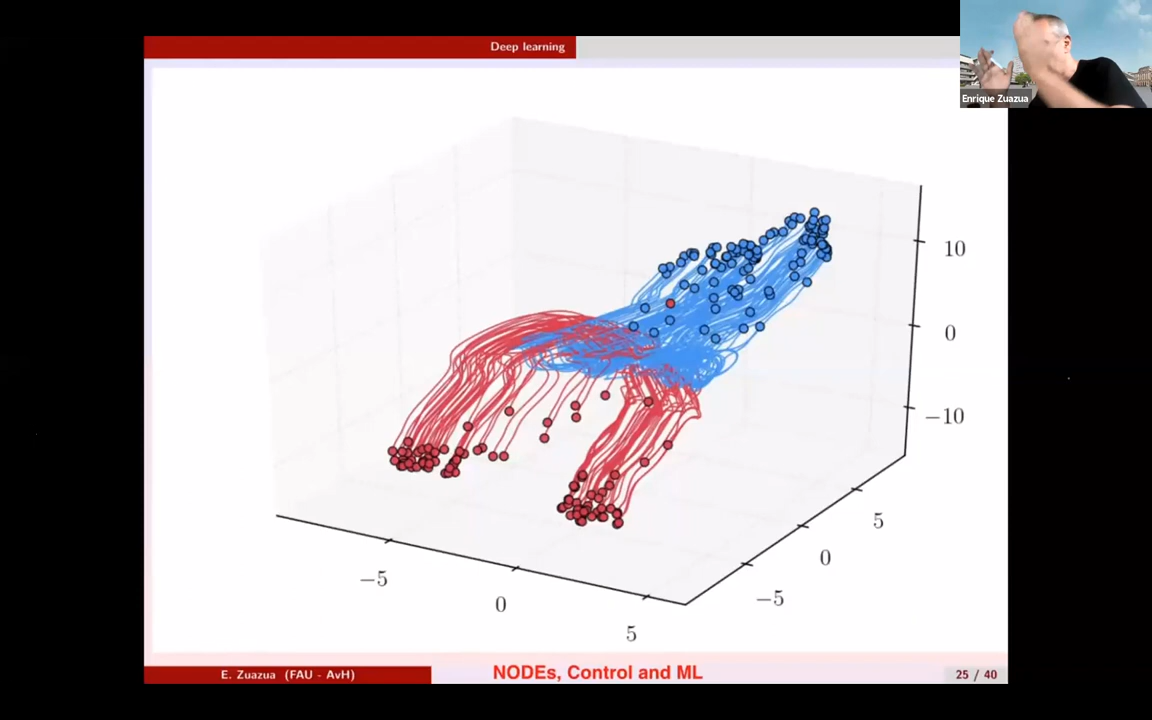 Deep learning
Enrique Zuazua
10
0
−10
5
0
−5
−5
0
5
E. Zuazua (FAU - AvH)
NODEs, Control and ML
25 / 40